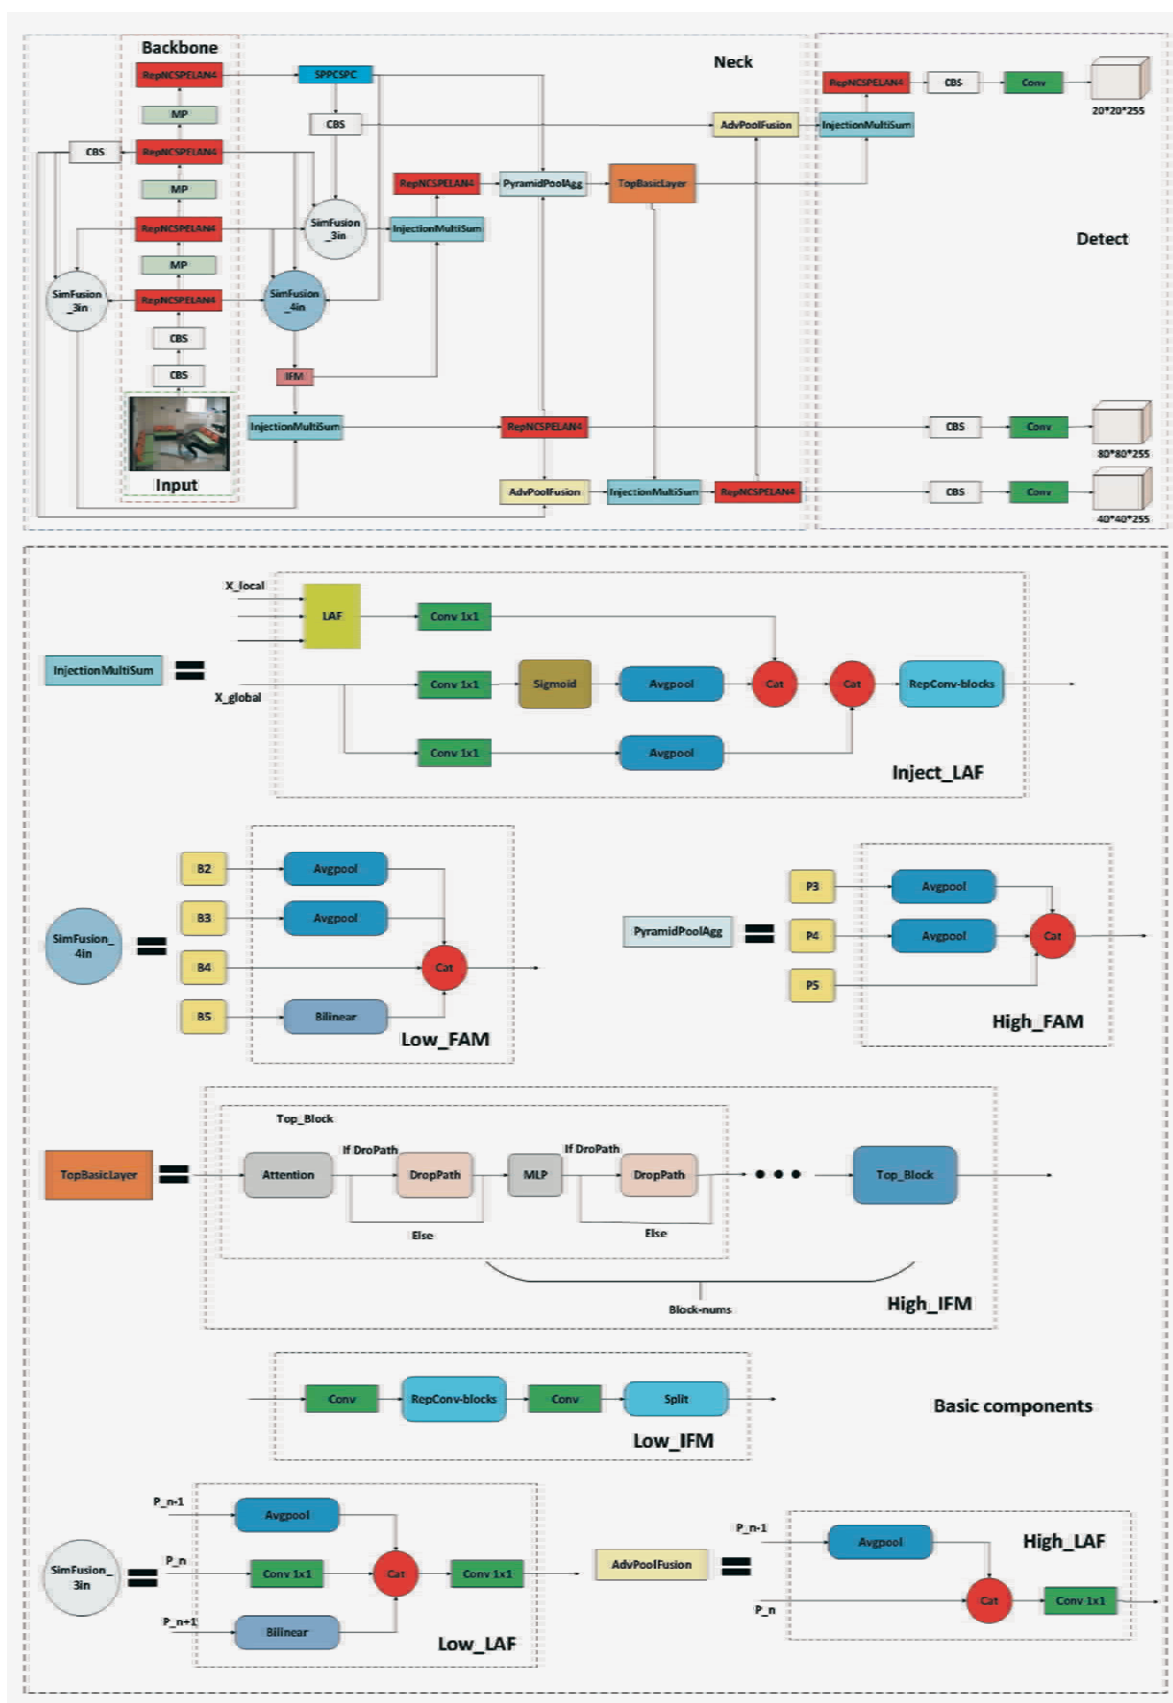 Backbone
Neck
RepNCSPELAN4
SPPCSPC
RepNCSPELAN4
CBS
Conv
20*20*255
MP
CBS
AdvPoolFusion
InjectionMultiSum
CBS
RepNCSPELAN4
MP
RepNCSPELAN4
PyramidPoolAgg
TopBasicLayer
RepNCSPELAN4
SimFusion
_3in
InjectionMultiSum
Detect
MP
SimFusion
_3in
RepNCSPELAN4
SimFusion
_4in
CBS
CBS
IFM
Input
InjectionMultiSum
RepNCSPELAN4
CBS
Conv
80*80*255
AdvPoolFusion
InjectionMultiSum
RepNCSPELAN4
CBS
Conv
40*40*255
X_local
LAF
Conv 1x1
InjectionMultiSum
X_global
Conv 1x1
Sigmoid
Avgpool
Cat
Cat
RepConv-blocks
Conv 1x1
Avgpool
Inject_LAF
SimFusion_
4in
B2
Avgpool
B3
Avgpool
B4
Cat
B5
Bilinear
Low_FAM
PyramidPoolAgg
P3
Avgpool
P4
Avgpool
Cat
P5
High_FAM
Top_Block
TopBasicLayer
Attention
If DroPath
DropPath
Else
MLP
If DroPath
DropPath
Else
Top_Block
Block-nums
High_IFM
Conv
RepConv-blocks
Conv
Split
Low_IFM
Basic components
SimFusion_
3in
P_n-1
Avgpool
P_n
Conv 1x1
Cat
Conv 1x1
P_n+1
Bilinear
Low_LAF
AdvPoolFusion
P_n-1
Avgpool
High_LAF
P_n
Cat
Conv 1x1